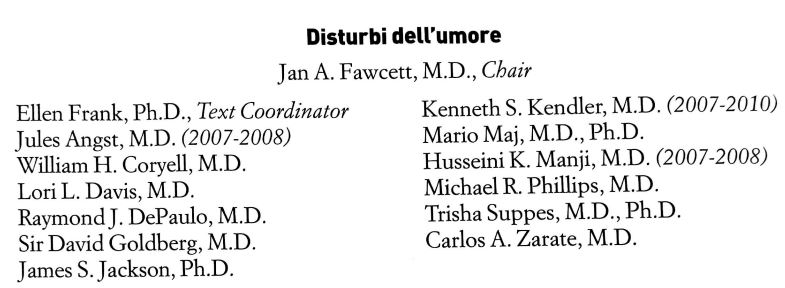 Disturbi dell'umore
Jan A. Fawcett, M.D., Chair
Ellen Frank, Ph.D., Text Coordinator
Jules Angst, M.D. (2007-2008)
William H. Coryell, M.D.
Lori L. Davis, M.D.
Raymond J. DePaulo, M.D.
Sir David Goldberg, M.D.
James S. Jackson, Ph.D.
Kenneth S. Kendler, M.D. (2007-2010)
Mario Maj, M.D., Ph.D.
Husseini K. Manji, M.D. (2007-2008)
Michael R. Phillips, M.D.
Trisha Suppes, M.D., Ph.D.
Carlos A. Zarate, M.D.